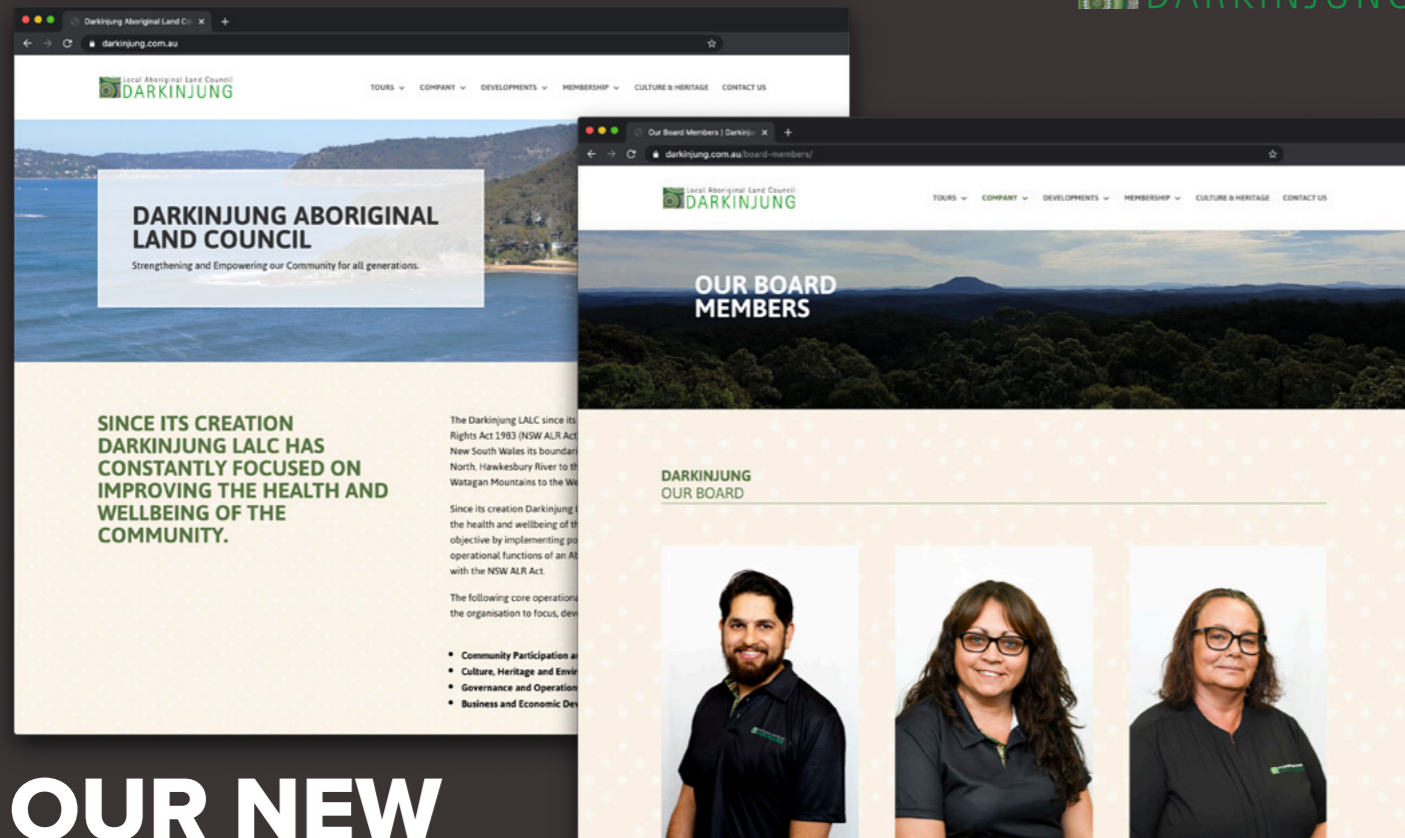 DARKINJUNG
Darkinjung Aboriginal Land Co
darkinjung.com.au
Local Aboriginal Land Council
DARKINJUNG
TOURS COMPANY DEVELOPMENTS MEMBERSHIP CULTURE & HERITAGE CONTACT US
DARKINJUNG ABORIGINAL
LAND COUNCIL
Strengthening and Empowering our Community for all generations.
SINCE ITS CREATION
DARKINJUNG LALC HAS
CONSTANTLY FOCUSED ON
IMPROVING THE HEALTH AND
WELLBEING OF THE
COMMUNITY.
The Darkinjung LALC since its
Rights Act 1983 (NSW ALR Act
New South Wales its boundari
North, Hawkesbury River to th
Watagan Mountains to the We
Since its creation Darkinjung
the health and wellbeing of th
objective by implementing po
operational functions of an Ab
with the NSW ALR Act.
The following core operationa
the organisation to focus, deve
• Community Participation a
• Culture, Heritage and Envir
• Governance and Operation
• Business and Economic Dev
Our Board Members | Darkinju
darkinjung.com.au/board-members/
Local Aboriginal Land Council
DARKINJUNG
TOURS COMPANY DEVELOPMENTS MEMBERSHIP CULTURE & HERITAGE CONTACT US
OUR BOARD
MEMBERS
DARKINJUNG
OUR BOARD
OUR NEW